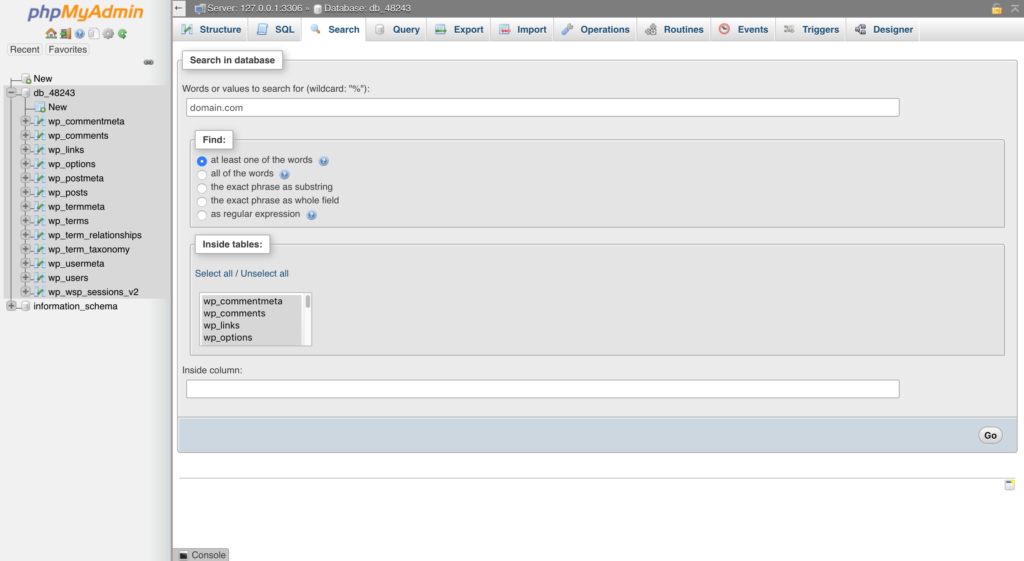 phpMyAdmin
Recent Favorites
New
db_48243
New
wp_commentmeta
wp_comments
wp_links
wp_options
wp_postmeta
wp_posts
wp_termmeta
wp_terms
wp_term_relationships
wp_term_taxonomy
wp_usermeta
wp_users
wp_wsp_sessions_v2
information_schema
Server: 127.0.0.1:3306 » Database: db_48243
Structure SQL Search Query Export Import Operations Routines Events Triggers Designer
Search in database
Words or values to search for (wildcard: "%"):
domain.com
Find:
at least one of the words
all of the words
the exact phrase as substring
the exact phrase as whole field
as regular expression
Inside tables:
Select all / Unselect all
wp_commentmeta
wp_comments
wp_links
wp_options
Inside column:
Go
Console